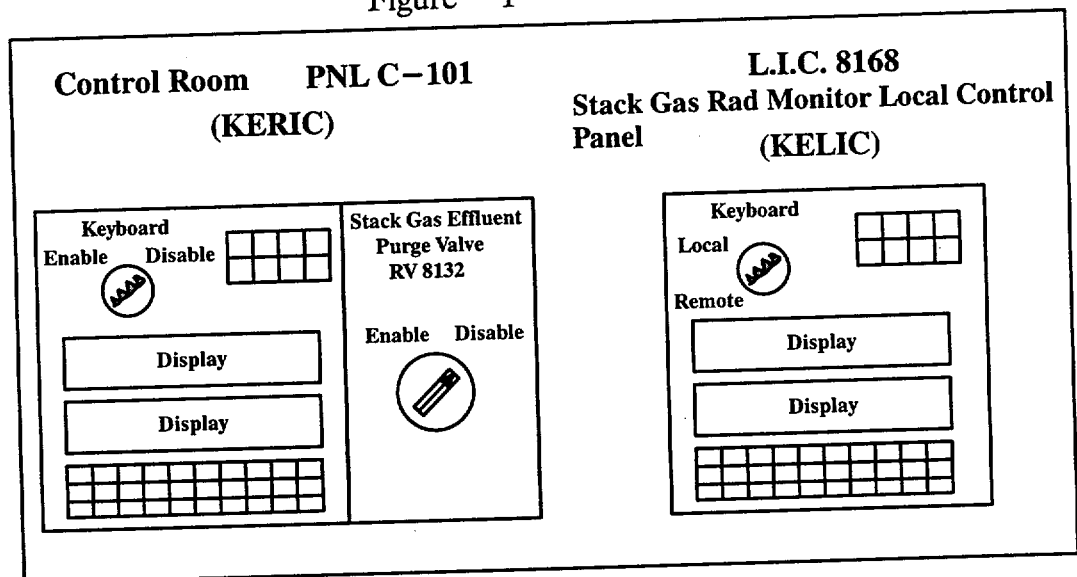 Figure 1
Control Room PNL C-101
(KERIC)
Keyboard
Enable Disable
Display
Display
Stack Gas Effluent
Purge Valve
RV 8132
Enable Disable
L.I.C. 8168
Stack Gas Rad Monitor Local Control
Panel (KELIC)
Keyboard
Local
Remote
Display
Display